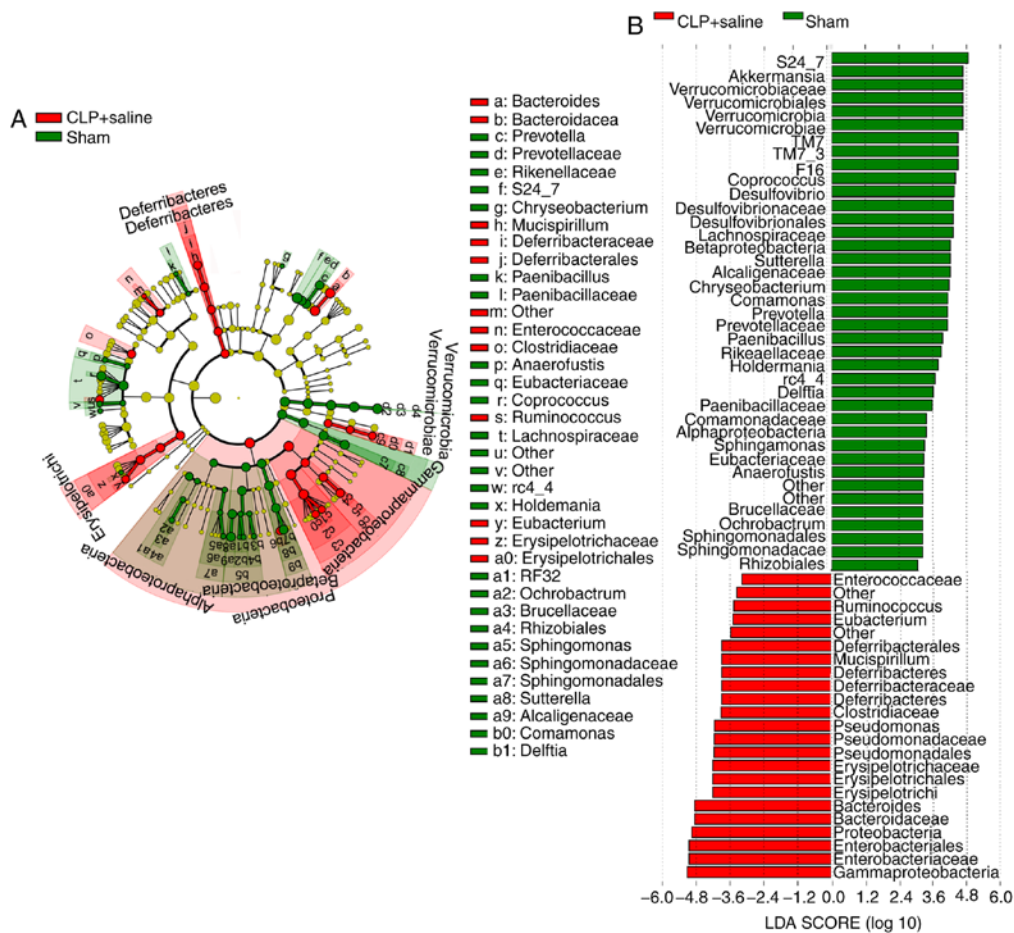 A
CLP+saline
Sham
Deferribacteres
Deferribacteres
Verrucomicrobia
Verrucomicrobiae
Gammaproteobacteria
Proteobacteria
Betaproteobacteria
Alphaproteobacteria
Erysipelotrichi
a: Bacteroides
b: Bacteroidacea
c: Prevotella
d: Prevotellaceae
e: Rikenellaceae
f: S24_7
g: Chryseobacterium
h: Mucispirillum
i: Deferribacteraceae
j: Deferribacterales
k: Paenibacillus
l: Paenibacillaceae
m: Other
n: Enterococcaceae
o: Clostridiaceae
p: Anaerofustis
q: Eubacteriaceae
r: Coprococcus
s: Ruminococcus
t: Lachnospiraceae
u: Other
v: Other
w: rc4_4
x: Holdemania
y: Eubacterium
z: Erysipelotrichaceae
a0: Erysipelotrichales
a1: RF32
a2: Ochrobactrum
a3: Brucellaceae
a4: Rhizobiales
a5: Sphingomonas
a6: Sphingomonadaceae
a7: Sphingomonadales
a8: Sutterella
a9: Alcaligenaceae
b0: Comamonas
b1: Delftia
B
CLP+saline
Sham
S24_7
Akkermansia
Verrucomicrobiaceae
Verrucomicrobiales
Verrucomicrobia
Verrucomicrobiae
TM7
TM7_3
F16
Coprococcus
Desulfovibrio
Desulfovibrionaceae
Desulfovibrionales
Lachnospiraceae
Betaproteobacteria
Sutterella
Alcaligenaceae
Chryseobacterium
Comamonas
Prevotella
Prevotellaceae
Paenibacillus
Rikeaellaceae
Holdermania
rc4_4
Delftia
Paenibacillaceae
Comamonadaceae
Alphaproteobacteria
Sphingamonas
Eubacteriaceae
Anaerofustis
Other
Other
Brucellaceae
Ochrobactrum
Sphingomonadales
Sphingomonadacae
Rhizobiales
Enterococcaceae
Other
Ruminococcus
Eubacterium
Other
Deferribacterales
Mucispirillum
Deferribacteres
Deferribacteraceae
Deferribacteres
Clostridiaceae
Pseudomonas
Pseudomonadaceae
Pseudomonadales
Erysipelotrichaceae
Erysipelotrichales
Erysipelotrichi
Bacteroides
Bacteroidaceae
Proteobacteria
Enterobacteriales
Enterobacteriaceae
Gammaproteobacteria
−6.0 −4.8 −3.6 −2.4 −1.2 0.0 1.2 2.4 3.6 4.8 6.0
LDA SCORE (log 10)